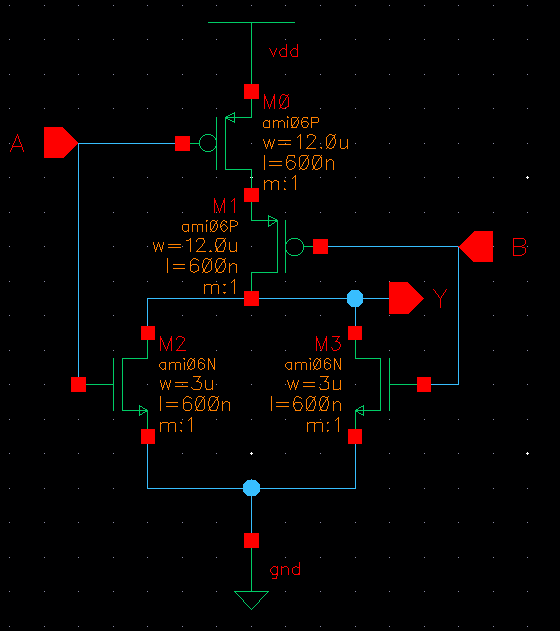 vdd
M0
ami06P
w=12.0u
l=600n
m:1
A
M1
ami06P
w=12.0u
l=600n
m:1
B
Y
M2
ami06N
w=3u
l=600n
m:1
M3
ami06N
w=3u
l=600n
m:1
gnd